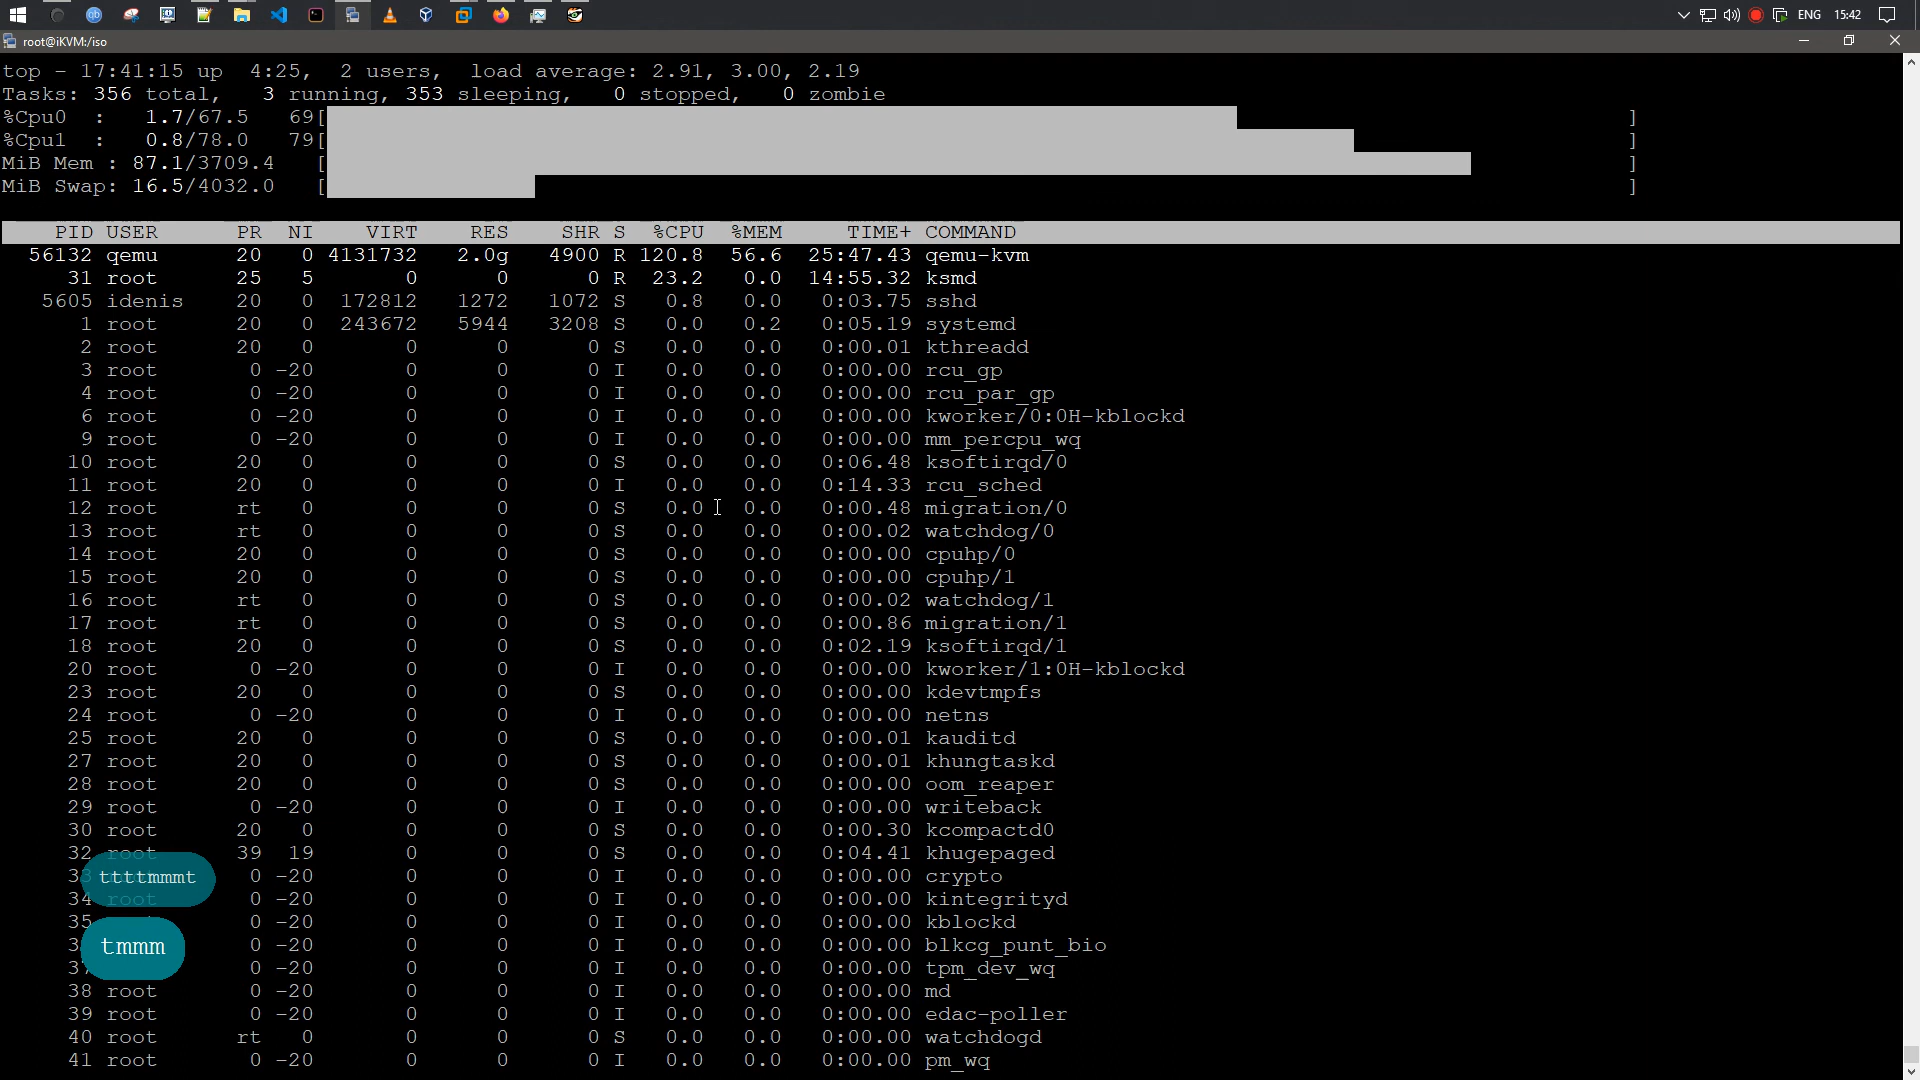 ENG 15:42
root@iKVM:/iso
top - 17:41:15 up  4:25,  2 users,  load average: 2.91, 3.00, 2.19
Tasks: 356 total,   3 running, 353 sleeping,   0 stopped,   0 zombie
%Cpu0  :   1.7/67.5   69[ ]
%Cpu1  :   0.8/78.0   79[ ]
MiB Mem : 87.1/3709.4   [ ]
MiB Swap: 16.5/4032.0   [ ]
PID USER PR NI VIRT RES SHR S %CPU %MEM TIME+ COMMAND
56132 qemu 20 0 4131732 2.0g 4900 R 120.8 56.6 25:47.43 qemu-kvm
31 root 25 5 0 0 0 R 23.2 0.0 14:55.32 ksmd
5605 idenis 20 0 172812 1272 1072 S 0.8 0.0 0:03.75 sshd
1 root 20 0 243672 5944 3208 S 0.0 0.2 0:05.19 systemd
2 root 20 0 0 0 0 S 0.0 0.0 0:00.01 kthreadd
3 root 0 -20 0 0 0 I 0.0 0.0 0:00.00 rcu_gp
4 root 0 -20 0 0 0 I 0.0 0.0 0:00.00 rcu_par_gp
6 root 0 -20 0 0 0 I 0.0 0.0 0:00.00 kworker/0:0H-kblockd
9 root 0 -20 0 0 0 I 0.0 0.0 0:00.00 mm_percpu_wq
10 root 20 0 0 0 0 S 0.0 0.0 0:06.48 ksoftirqd/0
11 root 20 0 0 0 0 I 0.0 0.0 0:14.33 rcu_sched
12 root rt 0 0 0 0 S 0.0 0.0 0:00.48 migration/0
13 root rt 0 0 0 0 S 0.0 0.0 0:00.02 watchdog/0
14 root 20 0 0 0 0 S 0.0 0.0 0:00.00 cpuhp/0
15 root 20 0 0 0 0 S 0.0 0.0 0:00.00 cpuhp/1
16 root rt 0 0 0 0 S 0.0 0.0 0:00.02 watchdog/1
17 root rt 0 0 0 0 S 0.0 0.0 0:00.86 migration/1
18 root 20 0 0 0 0 S 0.0 0.0 0:02.19 ksoftirqd/1
20 root 0 -20 0 0 0 I 0.0 0.0 0:00.00 kworker/1:0H-kblockd
23 root 20 0 0 0 0 S 0.0 0.0 0:00.00 kdevtmpfs
24 root 0 -20 0 0 0 I 0.0 0.0 0:00.00 netns
25 root 20 0 0 0 0 S 0.0 0.0 0:00.01 kauditd
27 root 20 0 0 0 0 S 0.0 0.0 0:00.01 khungtaskd
28 root 20 0 0 0 0 S 0.0 0.0 0:00.00 oom_reaper
29 root 0 -20 0 0 0 I 0.0 0.0 0:00.00 writeback
30 root 20 0 0 0 0 S 0.0 0.0 0:00.30 kcompactd0
32 root 39 19 0 0 0 S 0.0 0.0 0:04.41 khugepaged
ttttmmmt
0 -20 0 0 0 I 0.0 0.0 0:00.00 crypto
34 root 0 -20 0 0 0 I 0.0 0.0 0:00.00 kintegrityd
35 0 -20 0 0 0 I 0.0 0.0 0:00.00 kblockd
tmmm
0 -20 0 0 0 I 0.0 0.0 0:00.00 blkcg_punt_bio
37 0 -20 0 0 0 I 0.0 0.0 0:00.00 tpm_dev_wq
38 root 0 -20 0 0 0 I 0.0 0.0 0:00.00 md
39 root 0 -20 0 0 0 I 0.0 0.0 0:00.00 edac-poller
40 root rt 0 0 0 0 S 0.0 0.0 0:00.00 watchdogd
41 root 0 -20 0 0 0 I 0.0 0.0 0:00.00 pm_wq